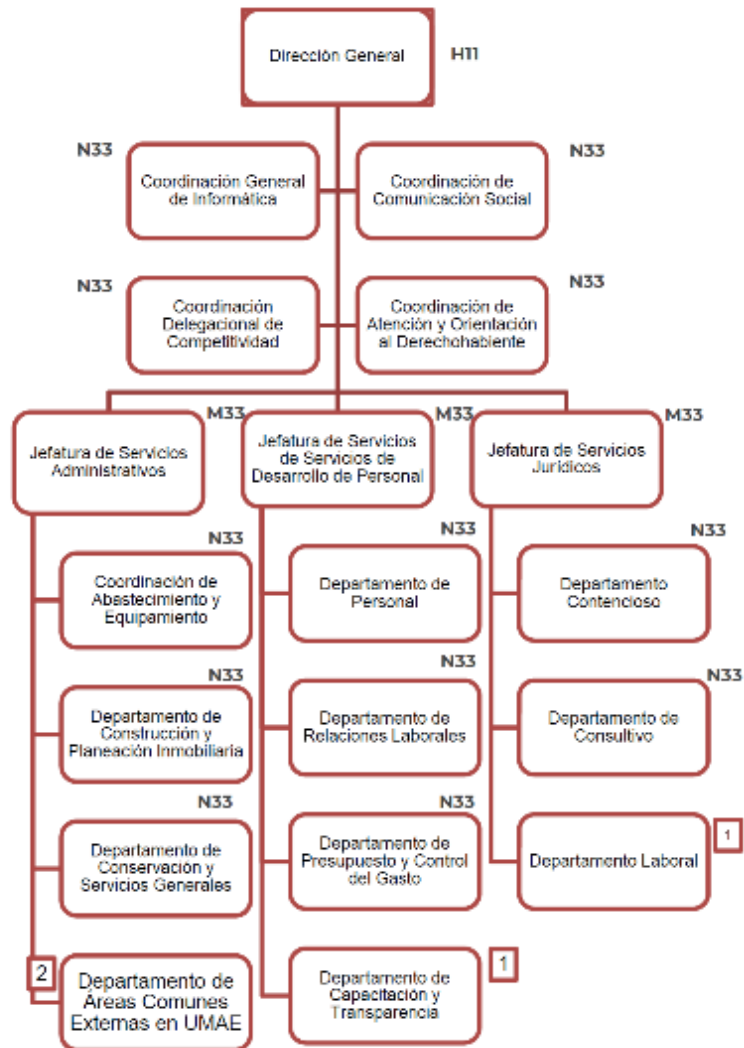 Dirección General
H11
N33
N33
Coordinación General
de Informática
Coordinación de
Comunicación Social
N33
N33
Coordinación
Delegacional de
Competitividad
Coordinación de
Atención y Orientación
al Derechohabiente
M33
M33
M33
Jefatura de Servicios
Administrativos
Jefatura de Servicios
de Servicios de
Desarrollo de Personal
Jefatura de Servicios
Jurídicos
N33
N33
N33
Coordinación de
Abastecimiento y
Equipamiento
Departamento de
Personal
Departamento
Contencioso
N33
N33
N33
Departamento de
Construcción y
Planeación Inmobiliaria
Departamento de
Relaciones Laborales
Departamento de
Consultivo
N33
N33
1
Departamento de
Conservación y
Servicios Generales
Departamento de
Presupuesto y Control
del Gasto
Departamento Laboral
2
1
Departamento de
Áreas Comunes
Externas en UMAE
Departamento de
Capacitación y
Transparencia